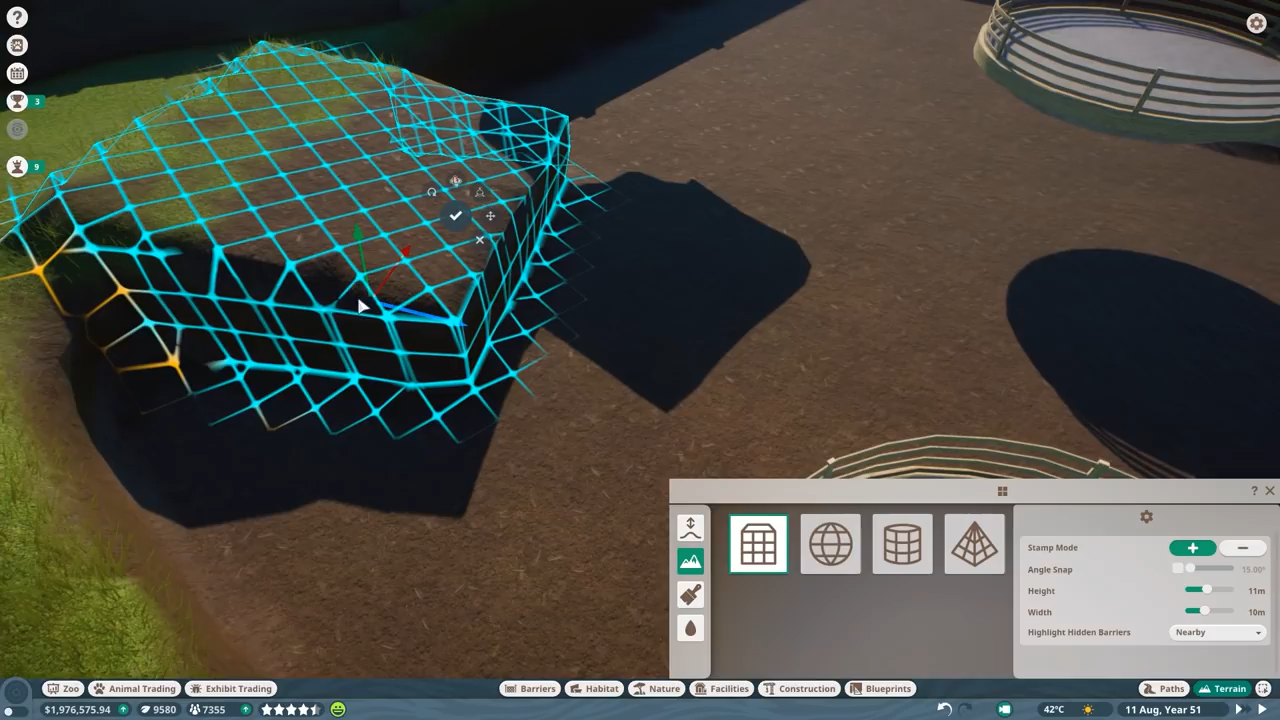 ?
3
9
?
Stamp Mode
Angle Snap 15.00°
Height 11m
Width 10m
Highlight Hidden Barriers Nearby
Zoo Animal Trading Exhibit Trading Barriers Habitat Nature Facilities Construction Blueprints Paths Terrain
$1,976,575.94 9580 7355 42°C 11 Aug, Year 51